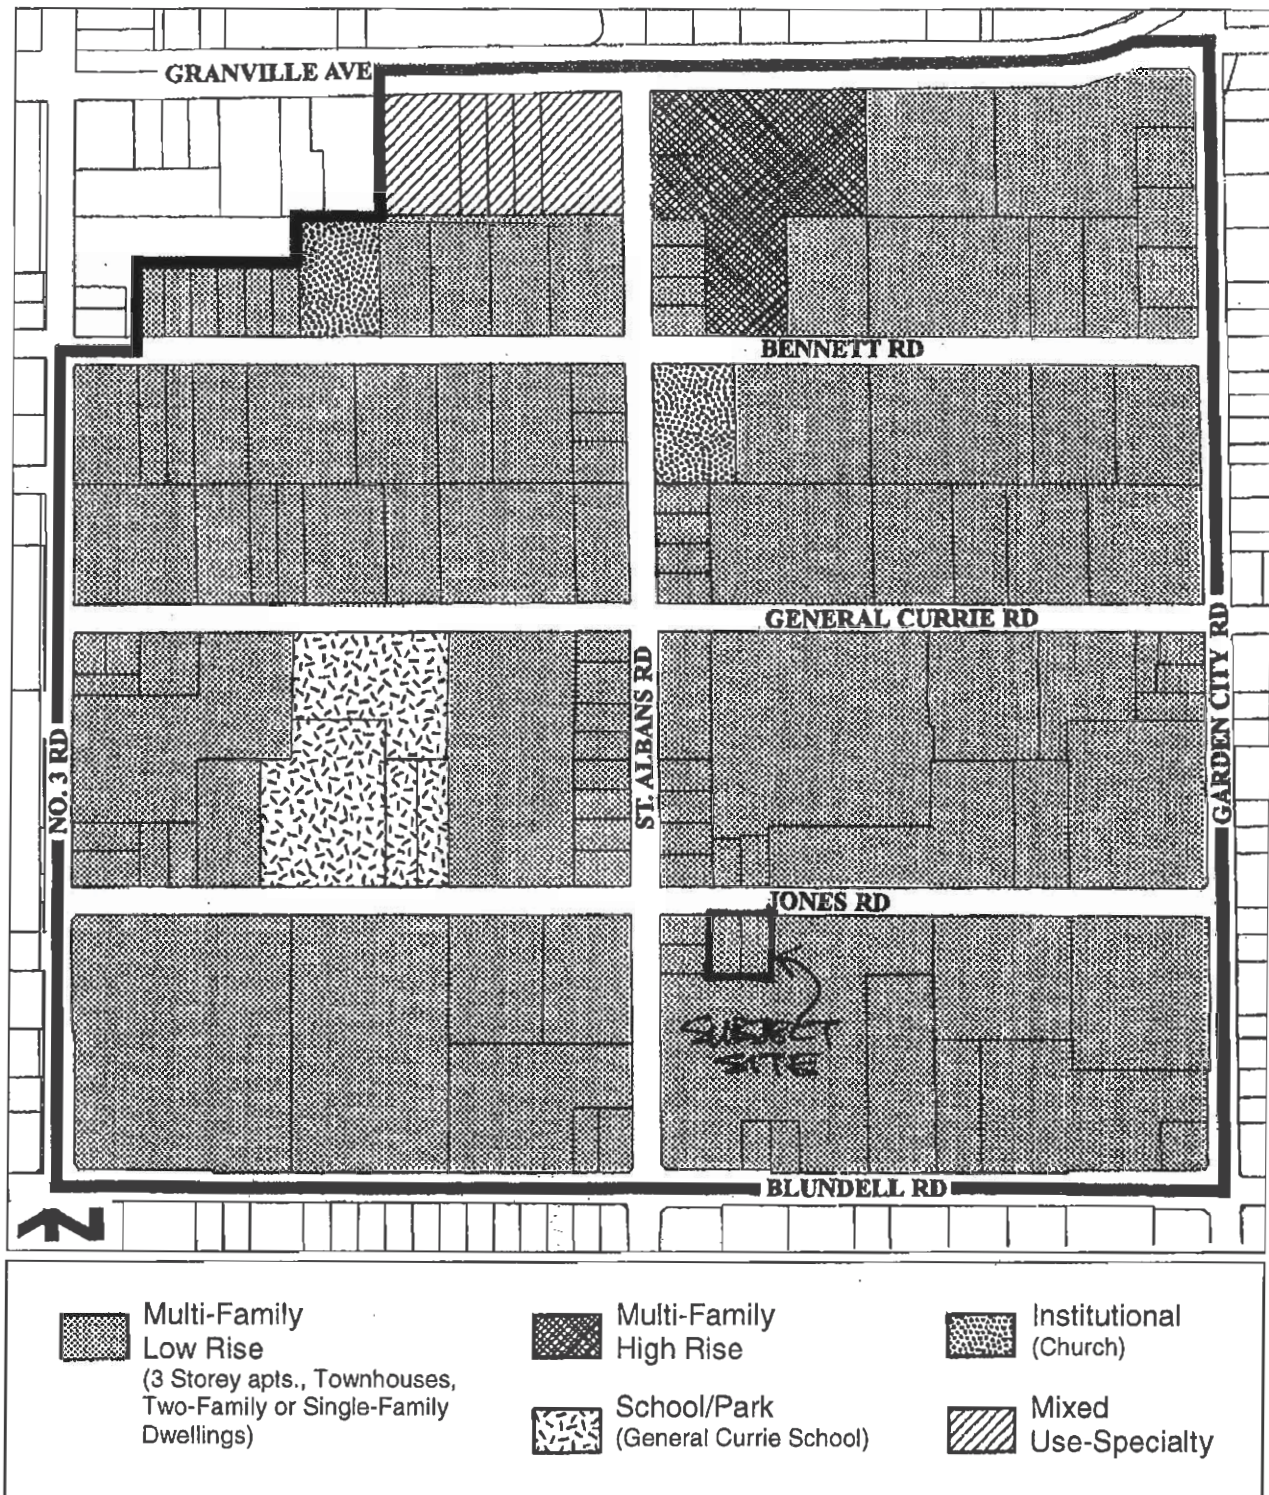 GRANVILLE AVE
BENNETT RD
GENERAL CURRIE RD
NO. 3 RD
ST. ALBANS RD
GARDEN CITY RD
JONES RD
SUBJECT
SITE
BLUNDELL RD
N
Multi-Family
Low Rise
(3 Storey apts., Townhouses,
Two-Family or Single-Family
Dwellings)
Multi-Family
High Rise
School/Park
(General Currie School)
Institutional
(Church)
Mixed
Use-Specialty